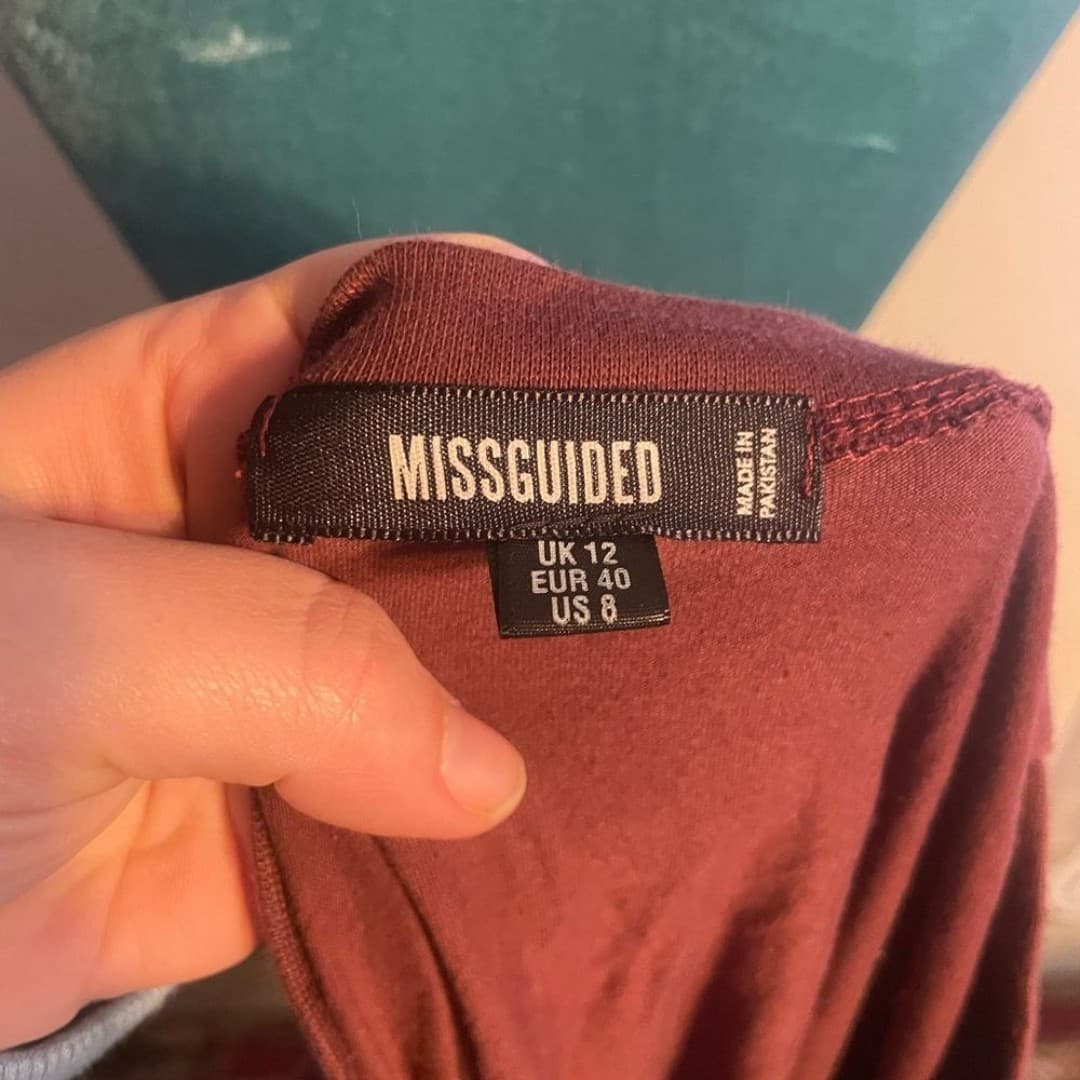 MISSGUIDED
MADE IN
PAKISTAN
UK 12
EUR 40
US 8